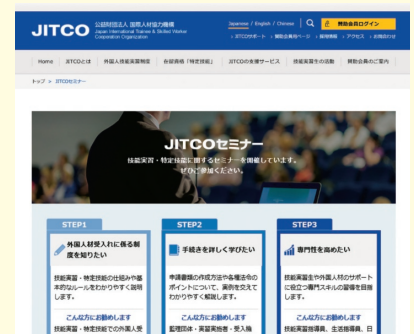 JITCO
公益財団法人 国際人材協力機構
Japan International Trainee & Skilled Worker
Cooperation Organization
Japanese / English / Chinese
賛助会員ログイン
JITCOサポート
賛助会員用ページ
採用情報
アクセス
お問合わせ
Home
JITCOとは
外国人技能実習制度
在留資格「特定技能」
JITCOの支援サービス
技能実習生の活動
賛助会員のご案内
トップ > JITCOセミナー
JITCOセミナー
技能実習・特定技能に関するセミナーを開催しています。
ぜひご参加ください。
STEP1
外国人材受入れに係る制
度を知りたい
技能実習・特定技能の仕組みや基
本的なルールをわかりやすく説明
します。
こんな方にお勧めします
技能実習・特定技能での外国人受
STEP2
手続きを詳しく学びたい
申請書類の作成方法や各種法令の
ポイントについて、実例を交えて
わかりやすく解説します。
こんな方にお勧めします
監理団体・実習実施者・受入機
STEP3
専門性を高めたい
技能実習生や外国人材のサポート
に役立つ専門スキルの習得を目指
します。
こんな方にお勧めします
技能実習指導員、生活指導員、日